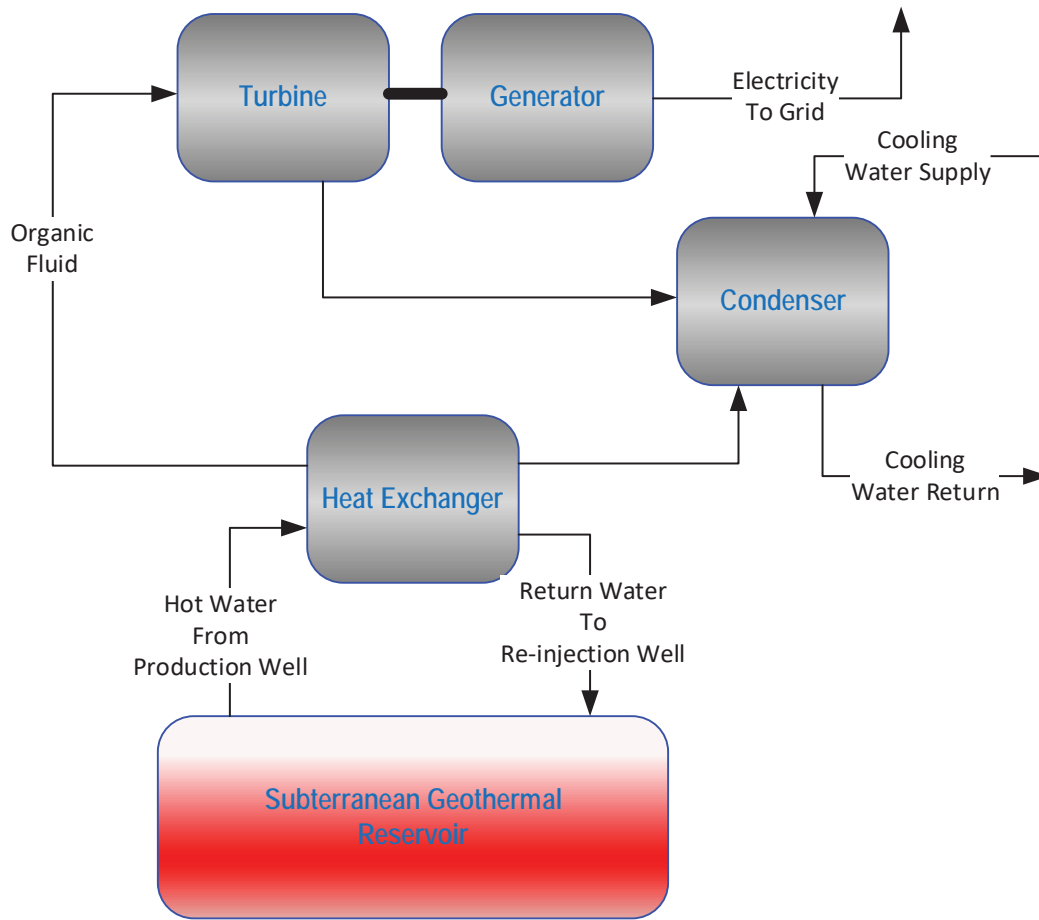 Turbine
Generator
Electricity
To Grid
Cooling
Water Supply
Organic
Fluid
Condenser
Heat Exchanger
Cooling
Water Return
Hot Water
From
Production Well
Return Water
To
Re-injection Well
Subterranean Geothermal
Reservoir